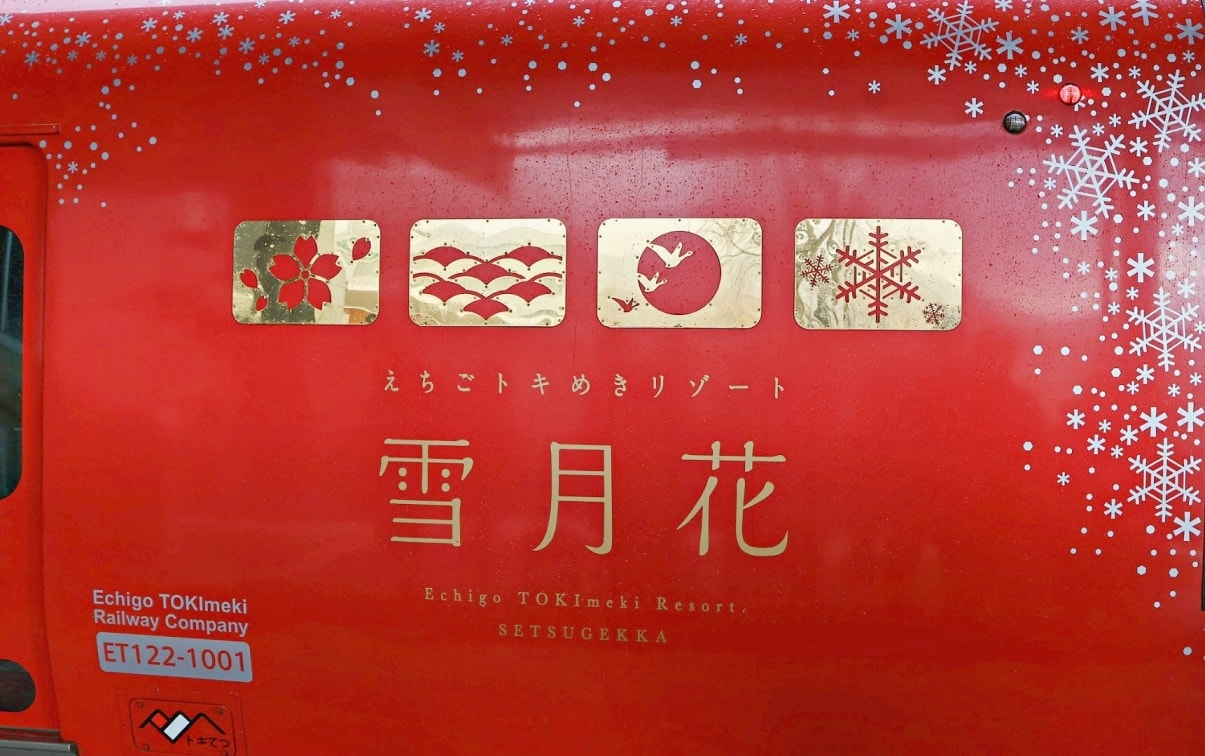 えちごトキめきリゾート
雪月花
Echigo TOKImeki Resort
SETSUGEKKA
Echigo TOKImeki
Railway Company
ET122-1001
トキてつ